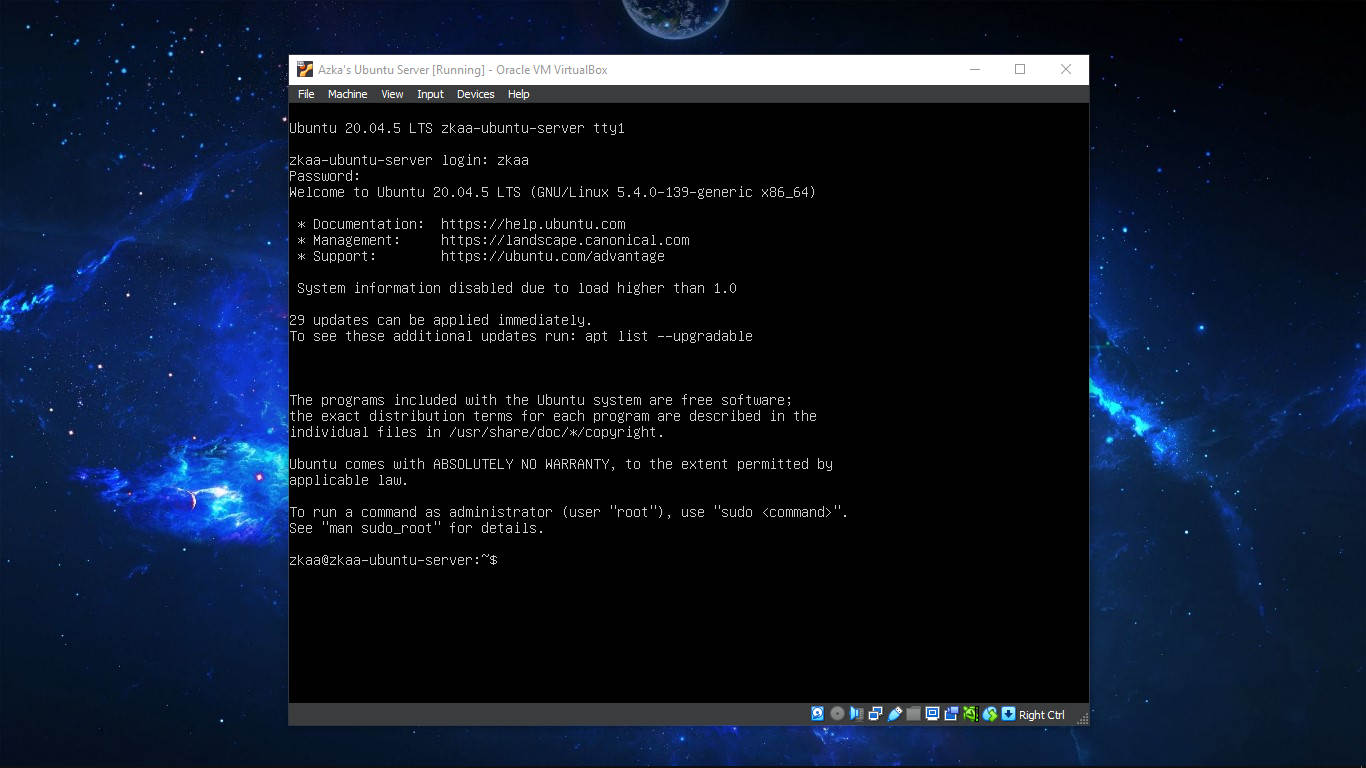 Azka's Ubuntu Server [Running] - Oracle VM VirtualBox
File Machine View Input Devices Help
Ubuntu 20.04.5 LTS zkaa-ubuntu-server tty1
zkaa-ubuntu-server login: zkaa
Password:
Welcome to Ubuntu 20.04.5 LTS (GNU/Linux 5.4.0-139-generic x86_64)
* Documentation:  https://help.ubuntu.com
* Management:     https://landscape.canonical.com
* Support:        https://ubuntu.com/advantage
System information disabled due to load higher than 1.0
29 updates can be applied immediately.
To see these additional updates run: apt list --upgradable
The programs included with the Ubuntu system are free software;
the exact distribution terms for each program are described in the
individual files in /usr/share/doc/*/copyright.
Ubuntu comes with ABSOLUTELY NO WARRANTY, to the extent permitted by
applicable law.
To run a command as administrator (user "root"), use "sudo <command>".
See "man sudo_root" for details.
zkaa@zkaa-ubuntu-server:~$
Right Ctrl